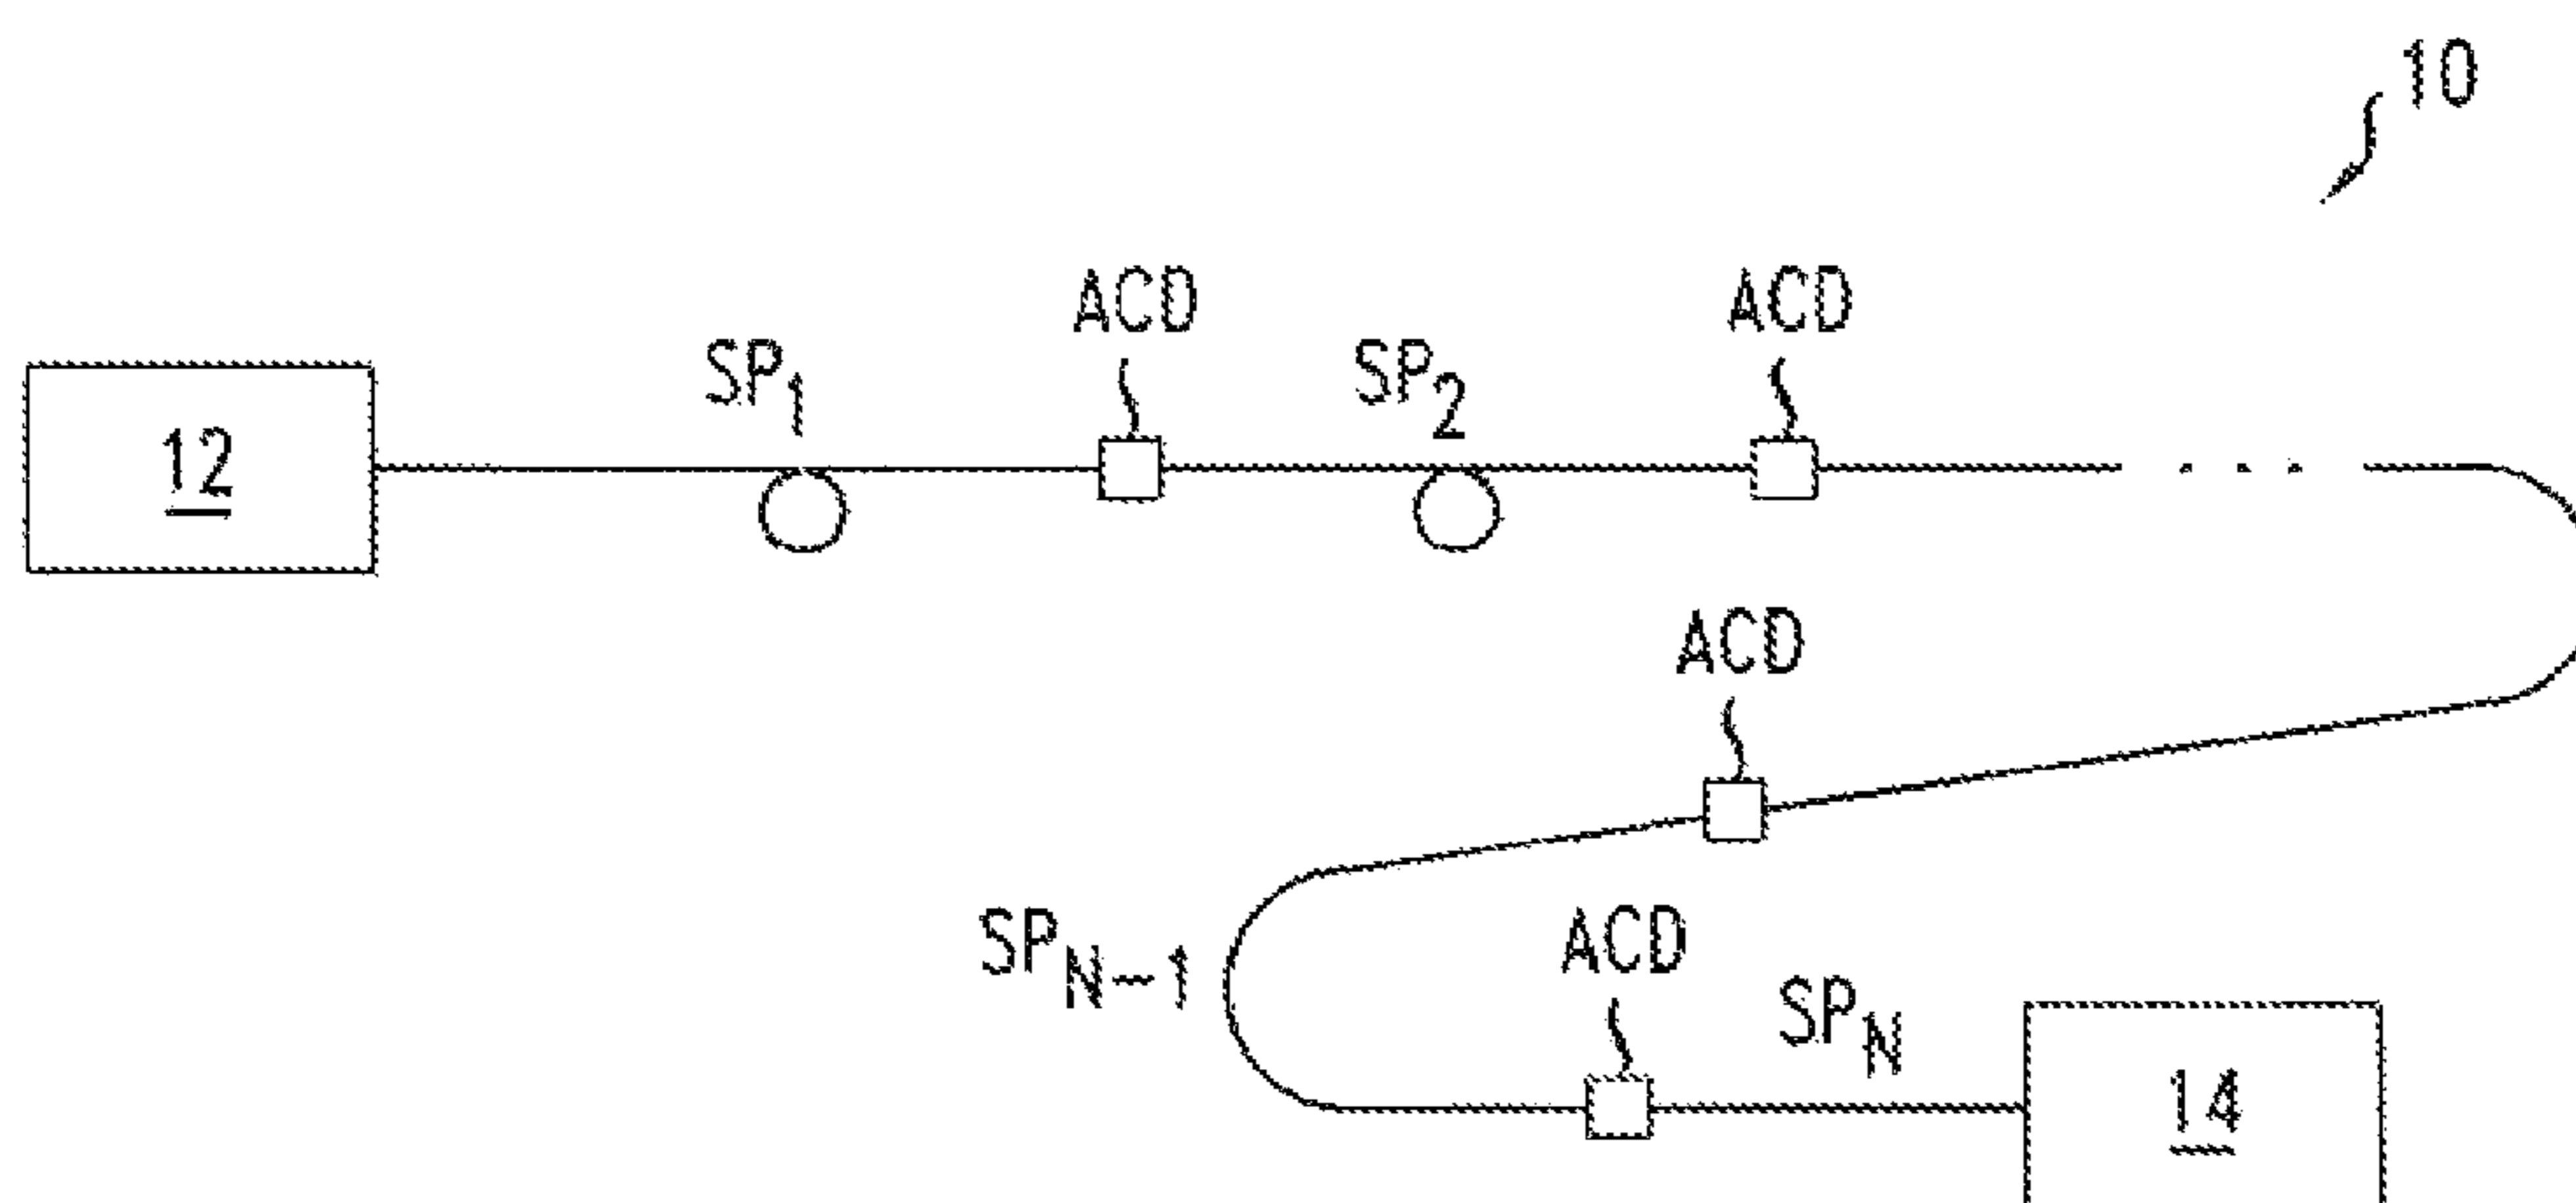 10
ACD
ACD
SP1
SP2
12
. . .
ACD
SPN-1
ACD
SPN
14